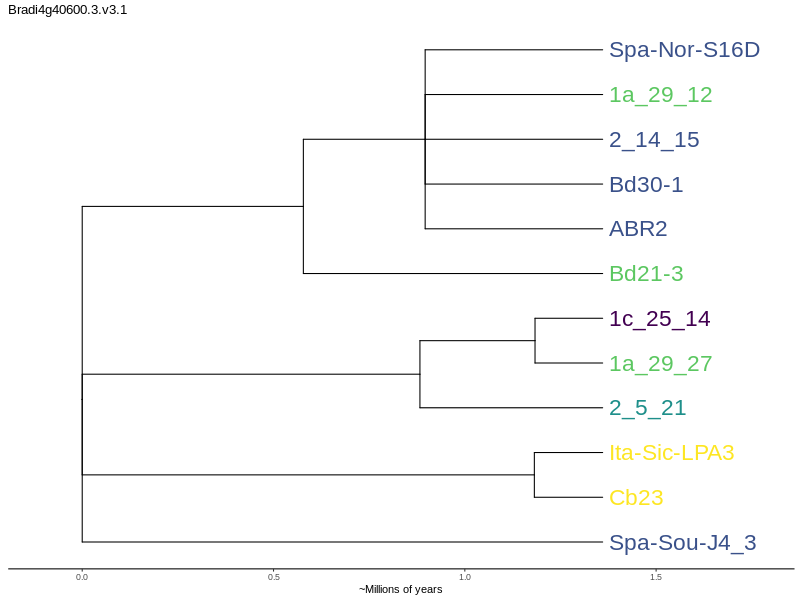 Bradi4g40600.3.v3.1
Spa-Nor-S16D
1a_29_12
2_14_15
Bd30-1
ABR2
Bd21-3
1c_25_14
1a_29_27
2_5_21
Ita-Sic-LPA3
Cb23
Spa-Sou-J4_3
0.0 0.5 1.0 1.5
~Millions of years